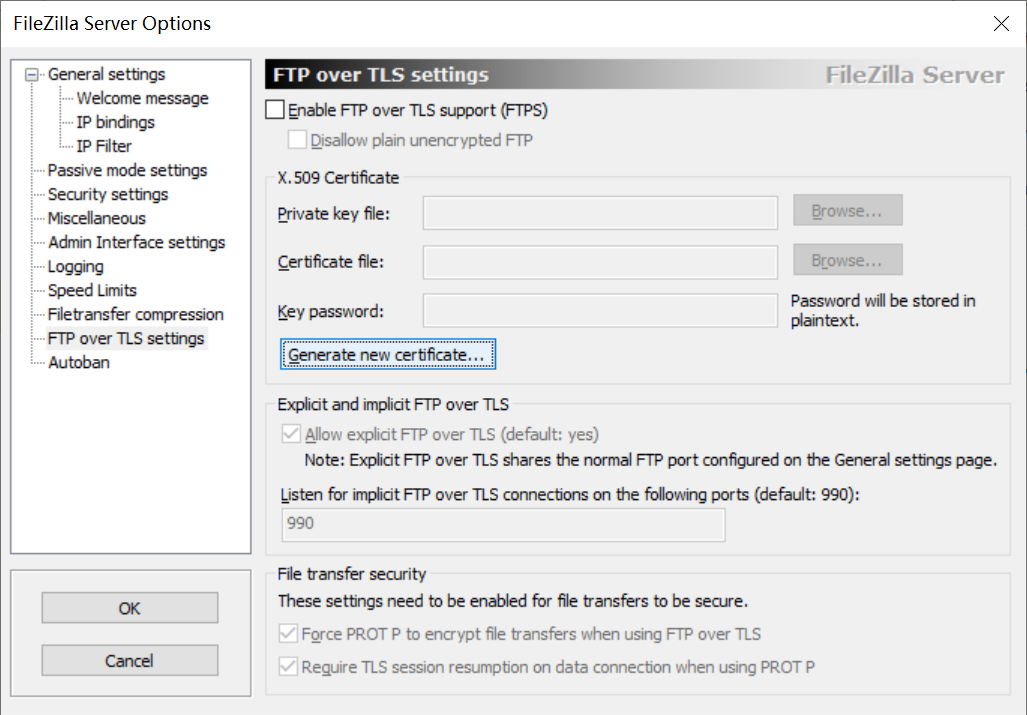 FileZilla Server Options
General settings
Welcome message
IP bindings
IP Filter
Passive mode settings
Security settings
Miscellaneous
Admin Interface settings
Logging
Speed Limits
Filetransfer compression
FTP over TLS settings
Autoban
OK
Cancel
FTP over TLS settings
FileZilla Server
Enable FTP over TLS support (FTPS)
Disallow plain unencrypted FTP
X.509 Certificate
Private key file:
Browse...
Certificate file:
Browse...
Key password:
Password will be stored in
plaintext.
Generate new certificate...
Explicit and implicit FTP over TLS
Allow explicit FTP over TLS (default: yes)
Note: Explicit FTP over TLS shares the normal FTP port configured on the General settings page.
Listen for implicit FTP over TLS connections on the following ports (default: 990):
990
File transfer security
These settings need to be enabled for file transfers to be secure.
Force PROT P to encrypt file transfers when using FTP over TLS
Require TLS session resumption on data connection when using PROT P